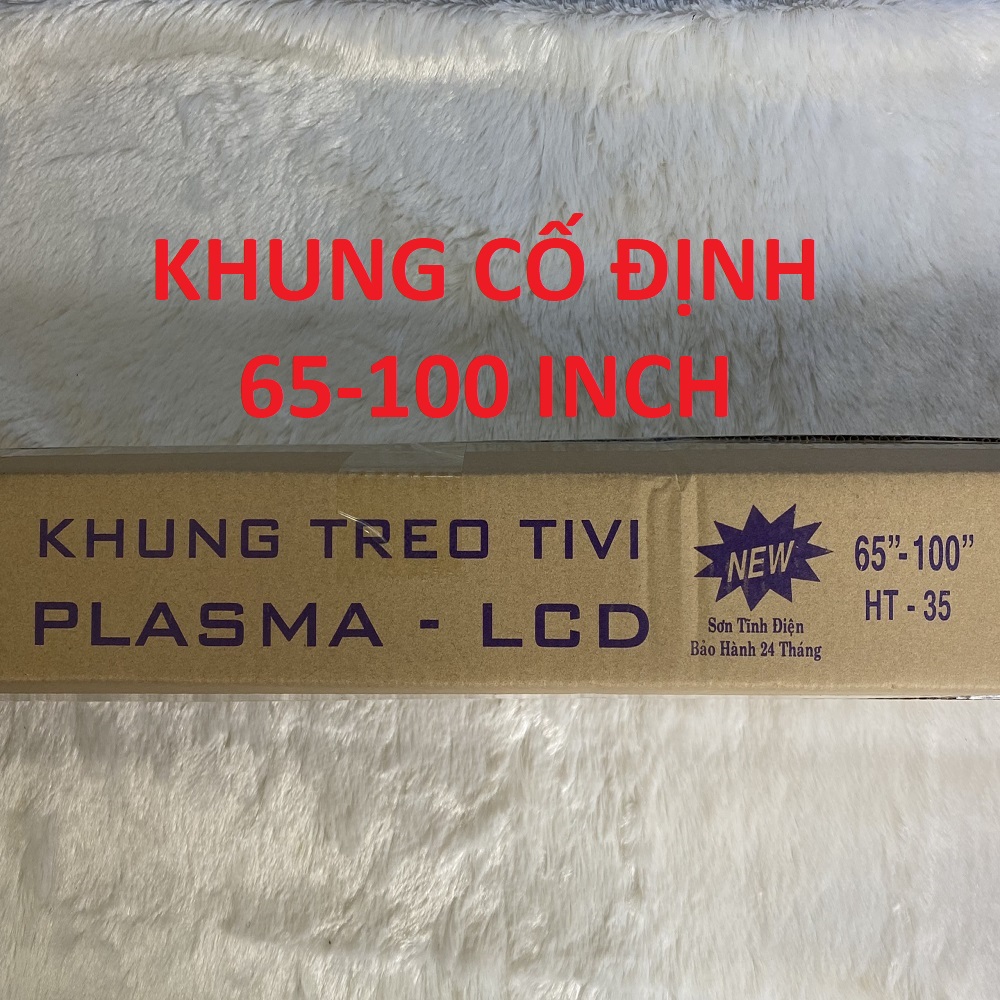 KHUNG CỐ ĐỊNH
65-100 INCH
KHUNG TREO TIVI
PLASMA - LCD
NEW
Sơn Tĩnh Điện
Bảo Hành 24 Tháng
65”-100”
HT - 35